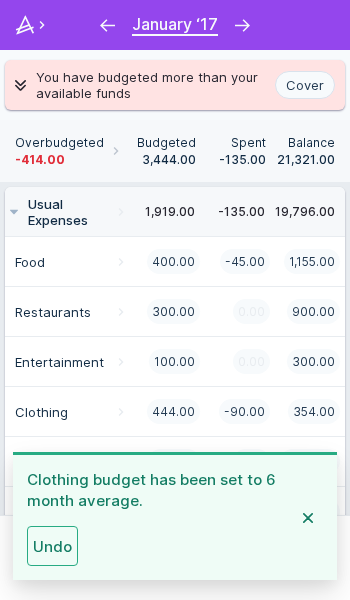 January ‘17
You have budgeted more than your
available funds
Cover
Overbudgeted Budgeted Spent Balance
-414.00 3,444.00 -135.00 21,321.00
Usual
Expenses 1,919.00 -135.00 19,796.00
Food 400.00 -45.00 1,155.00
Restaurants 300.00 0.00 900.00
Entertainment 100.00 0.00 300.00
Clothing 444.00 -90.00 354.00
Clothing budget has been set to 6
month average.
Undo